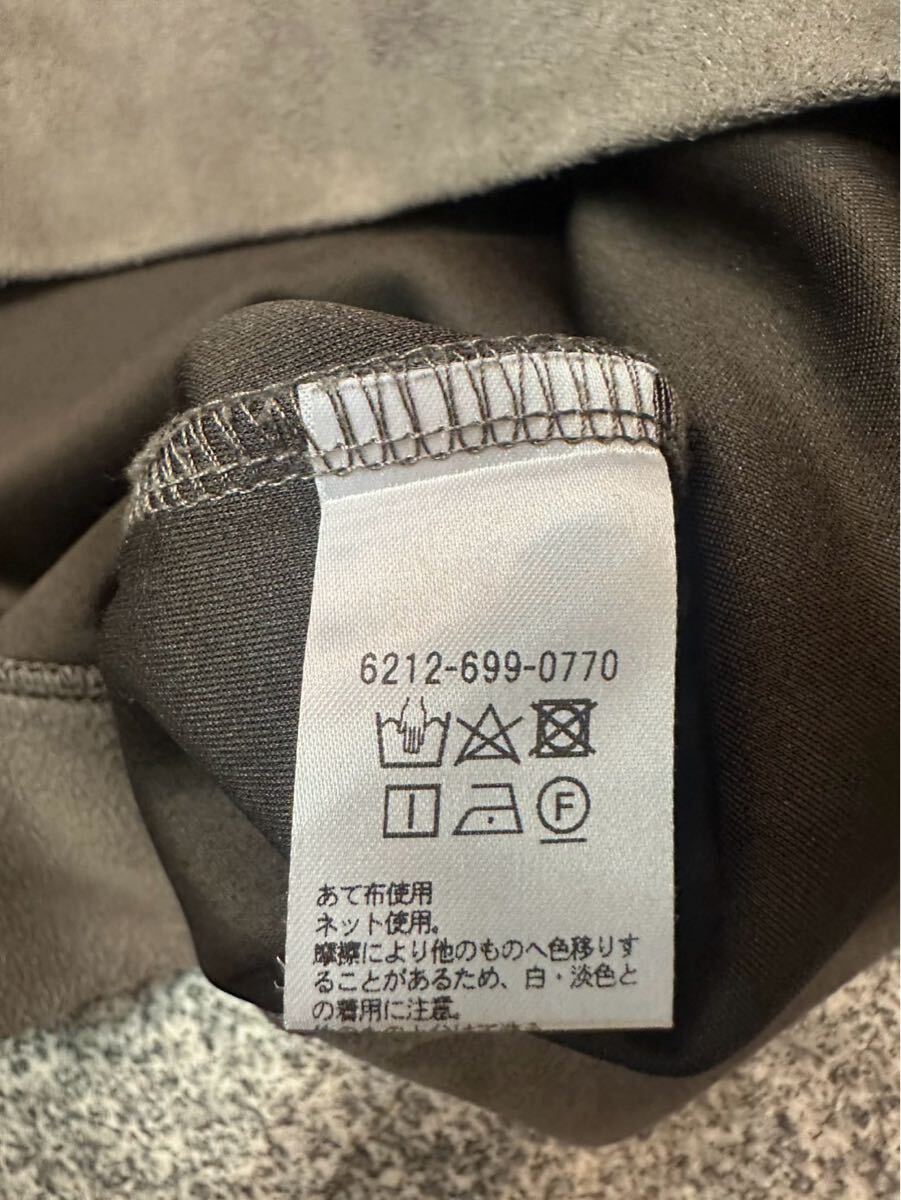 6212-699-0770
F
あて布使用
ネット使用。
摩擦により他のものへ色移りす
ることがあるため、白・淡色と
の着用に注意。